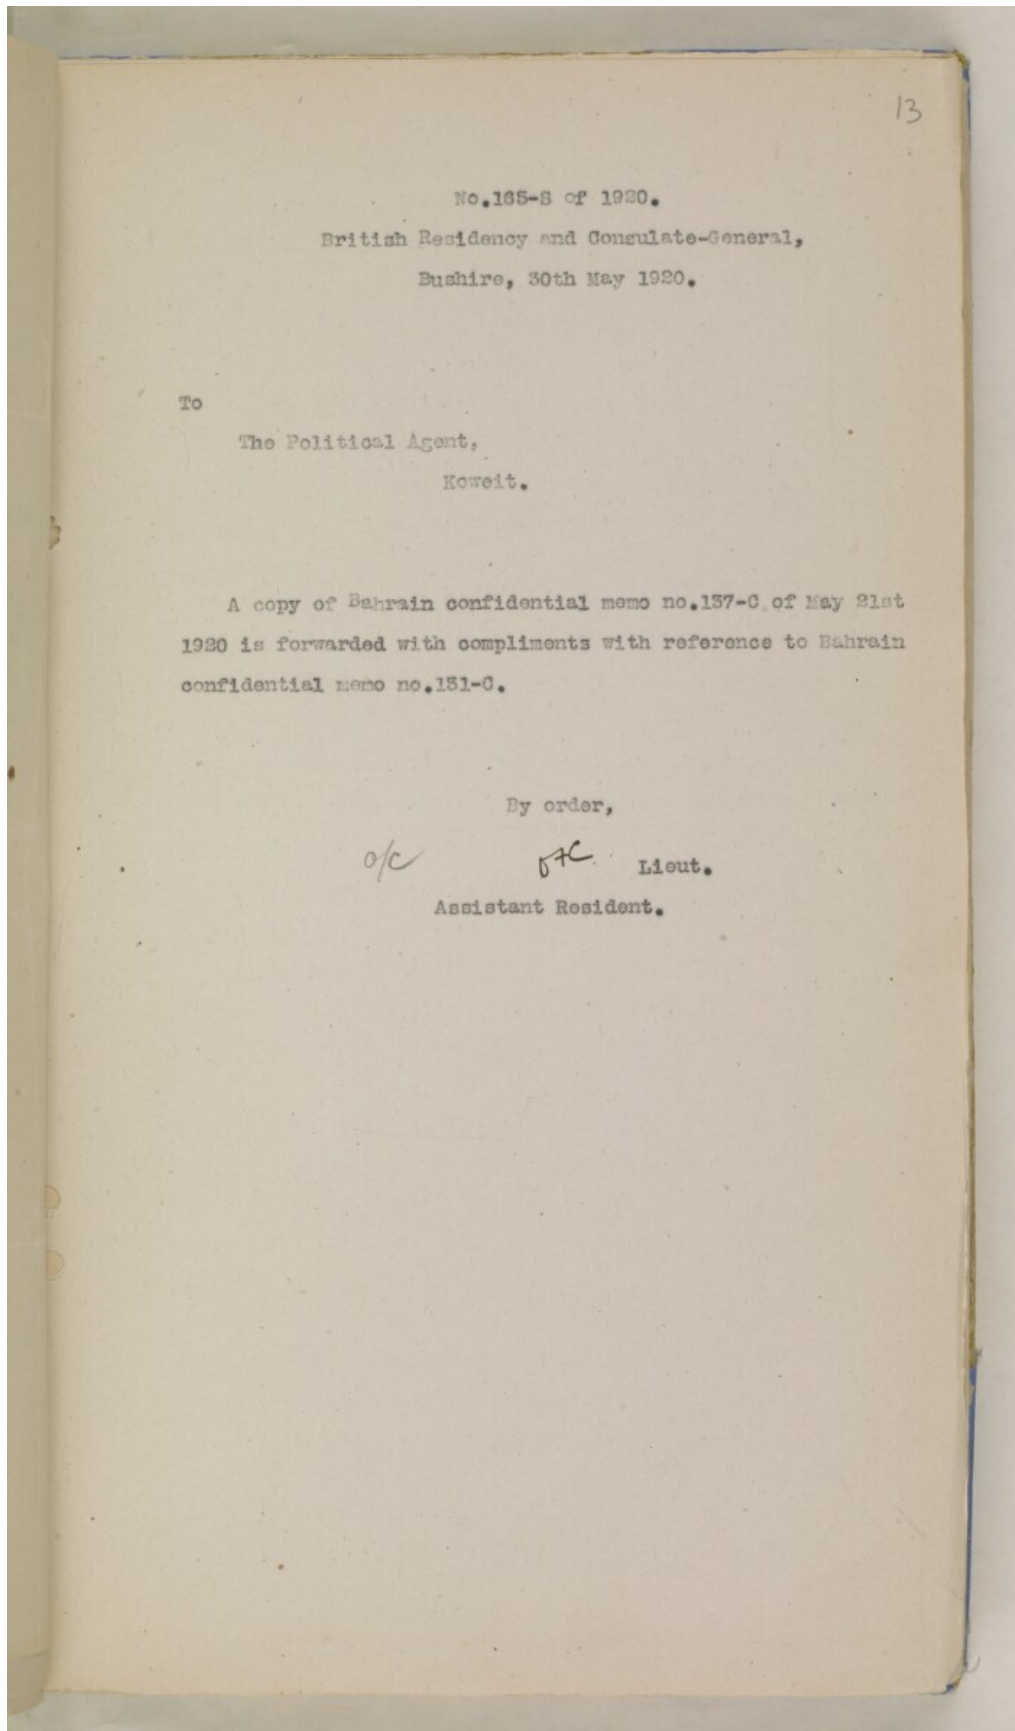 13
No.165-S of 1920.
British Residency and Consulate-General,
Bushire, 30th May 1920.
To
The Political Agent,
Koweit.
A copy of Bahrain confidential memo no.137-C of May 21st
1920 is forwarded with compliments with reference to Bahrain
confidential memo no.131-C.
By order,
o/c Lieut.
Assistant Resident.